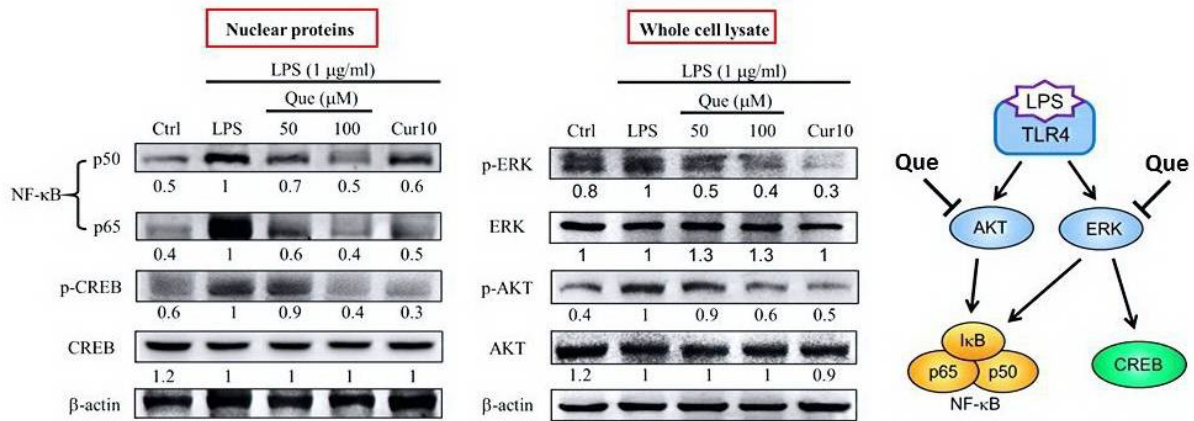 Nuclear proteins
LPS (1 μg/ml)
Que (μM)
Ctrl LPS 50 100 Cur10
NF-κB
p50
0.5 1 0.7 0.5 0.6
p65
0.4 1 0.6 0.4 0.5
p-CREB
0.6 1 0.9 0.4 0.3
CREB
1.2 1 1 1 1
β-actin
Whole cell lysate
LPS (1 μg/ml)
Que (μM)
Ctrl LPS 50 100 Cur10
p-ERK
0.8 1 0.5 0.4 0.3
ERK
1 1 1.3 1.3 1
p-AKT
0.4 1 0.9 0.6 0.5
AKT
1.2 1 1 1 0.9
β-actin
LPS
TLR4
Que Que
AKT ERK
IκB
p65 p50
NF-κB
CREB